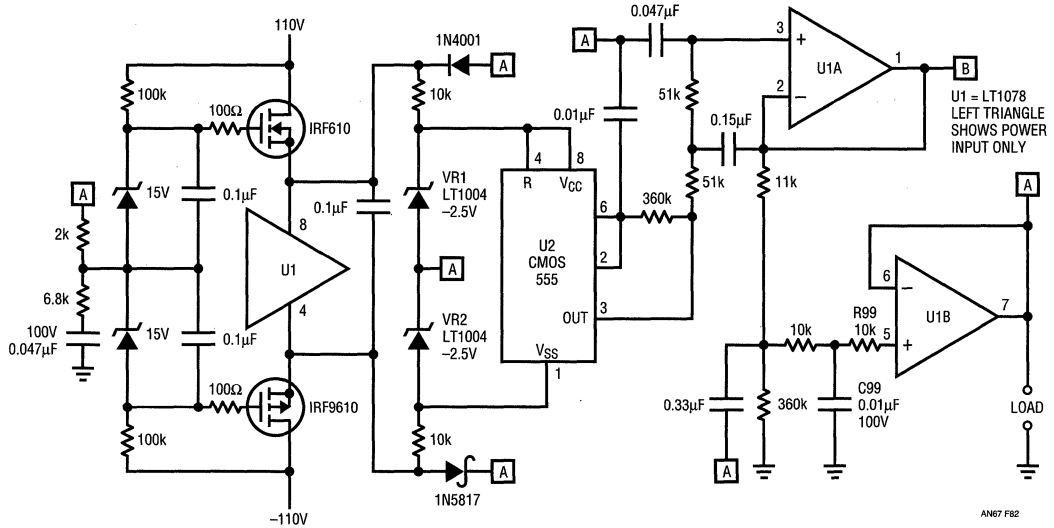 110V
100k
100Ω
IRF610
A
15V
0.1µF
2k
6.8k
100V
0.047µF
15V
0.1µF
100Ω
IRF9610
100k
–110V
8
U1
4
0.1µF
1N4001
A
10k
VR1
LT1004
–2.5V
A
VR2
LT1004
–2.5V
10k
1N5817
A
4
8
R
VCC
U2
CMOS
555
6
2
3
OUT
VSS
1
A
0.047µF
0.01µF
51k
0.15µF
51k
360k
3
+
U1A
1
2
–
B
U1 = LT1078
LEFT TRIANGLE
SHOWS POWER
INPUT ONLY
11k
A
6
–
U1B
7
5
+
10k
R99
10k
0.33µF
360k
C99
0.01µF
100V
A
LOAD
AN67 F82